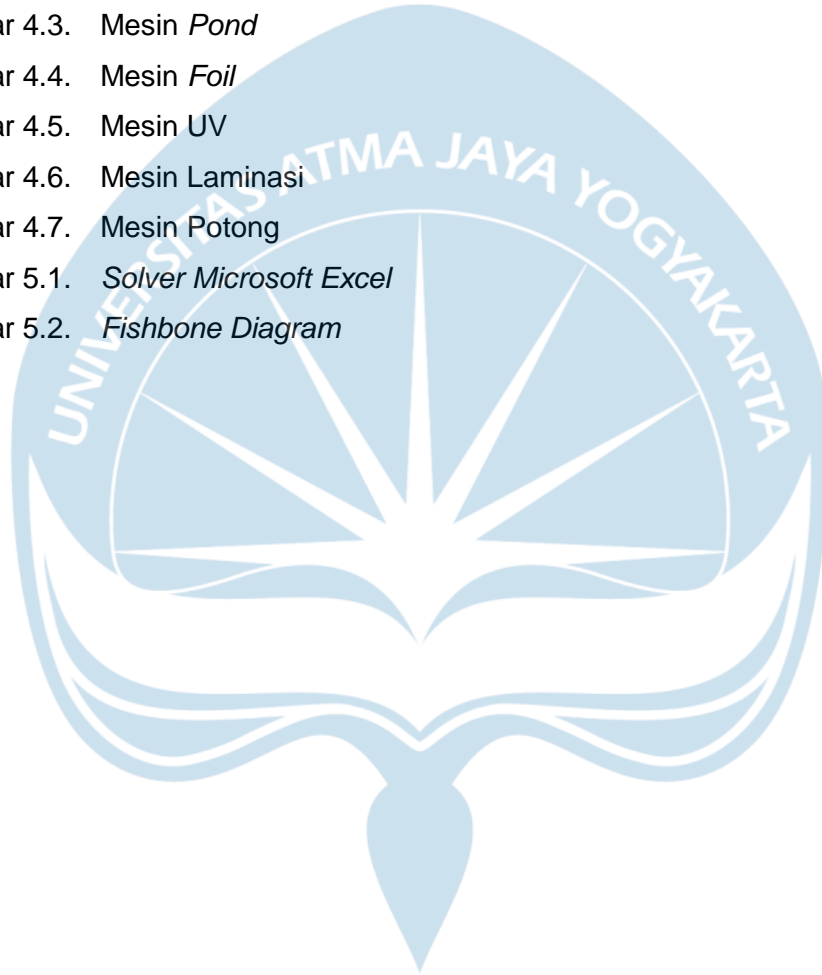 ar 4.3. Mesin Pond
ar 4.4. Mesin Foil
ar 4.5. Mesin UV
ar 4.6. Mesin Laminasi
ar 4.7. Mesin Potong
ar 5.1. Solver Microsoft Excel
ar 5.2. Fishbone Diagram
UNIVERSITAS ATMA JAYA YOGYAKARTA